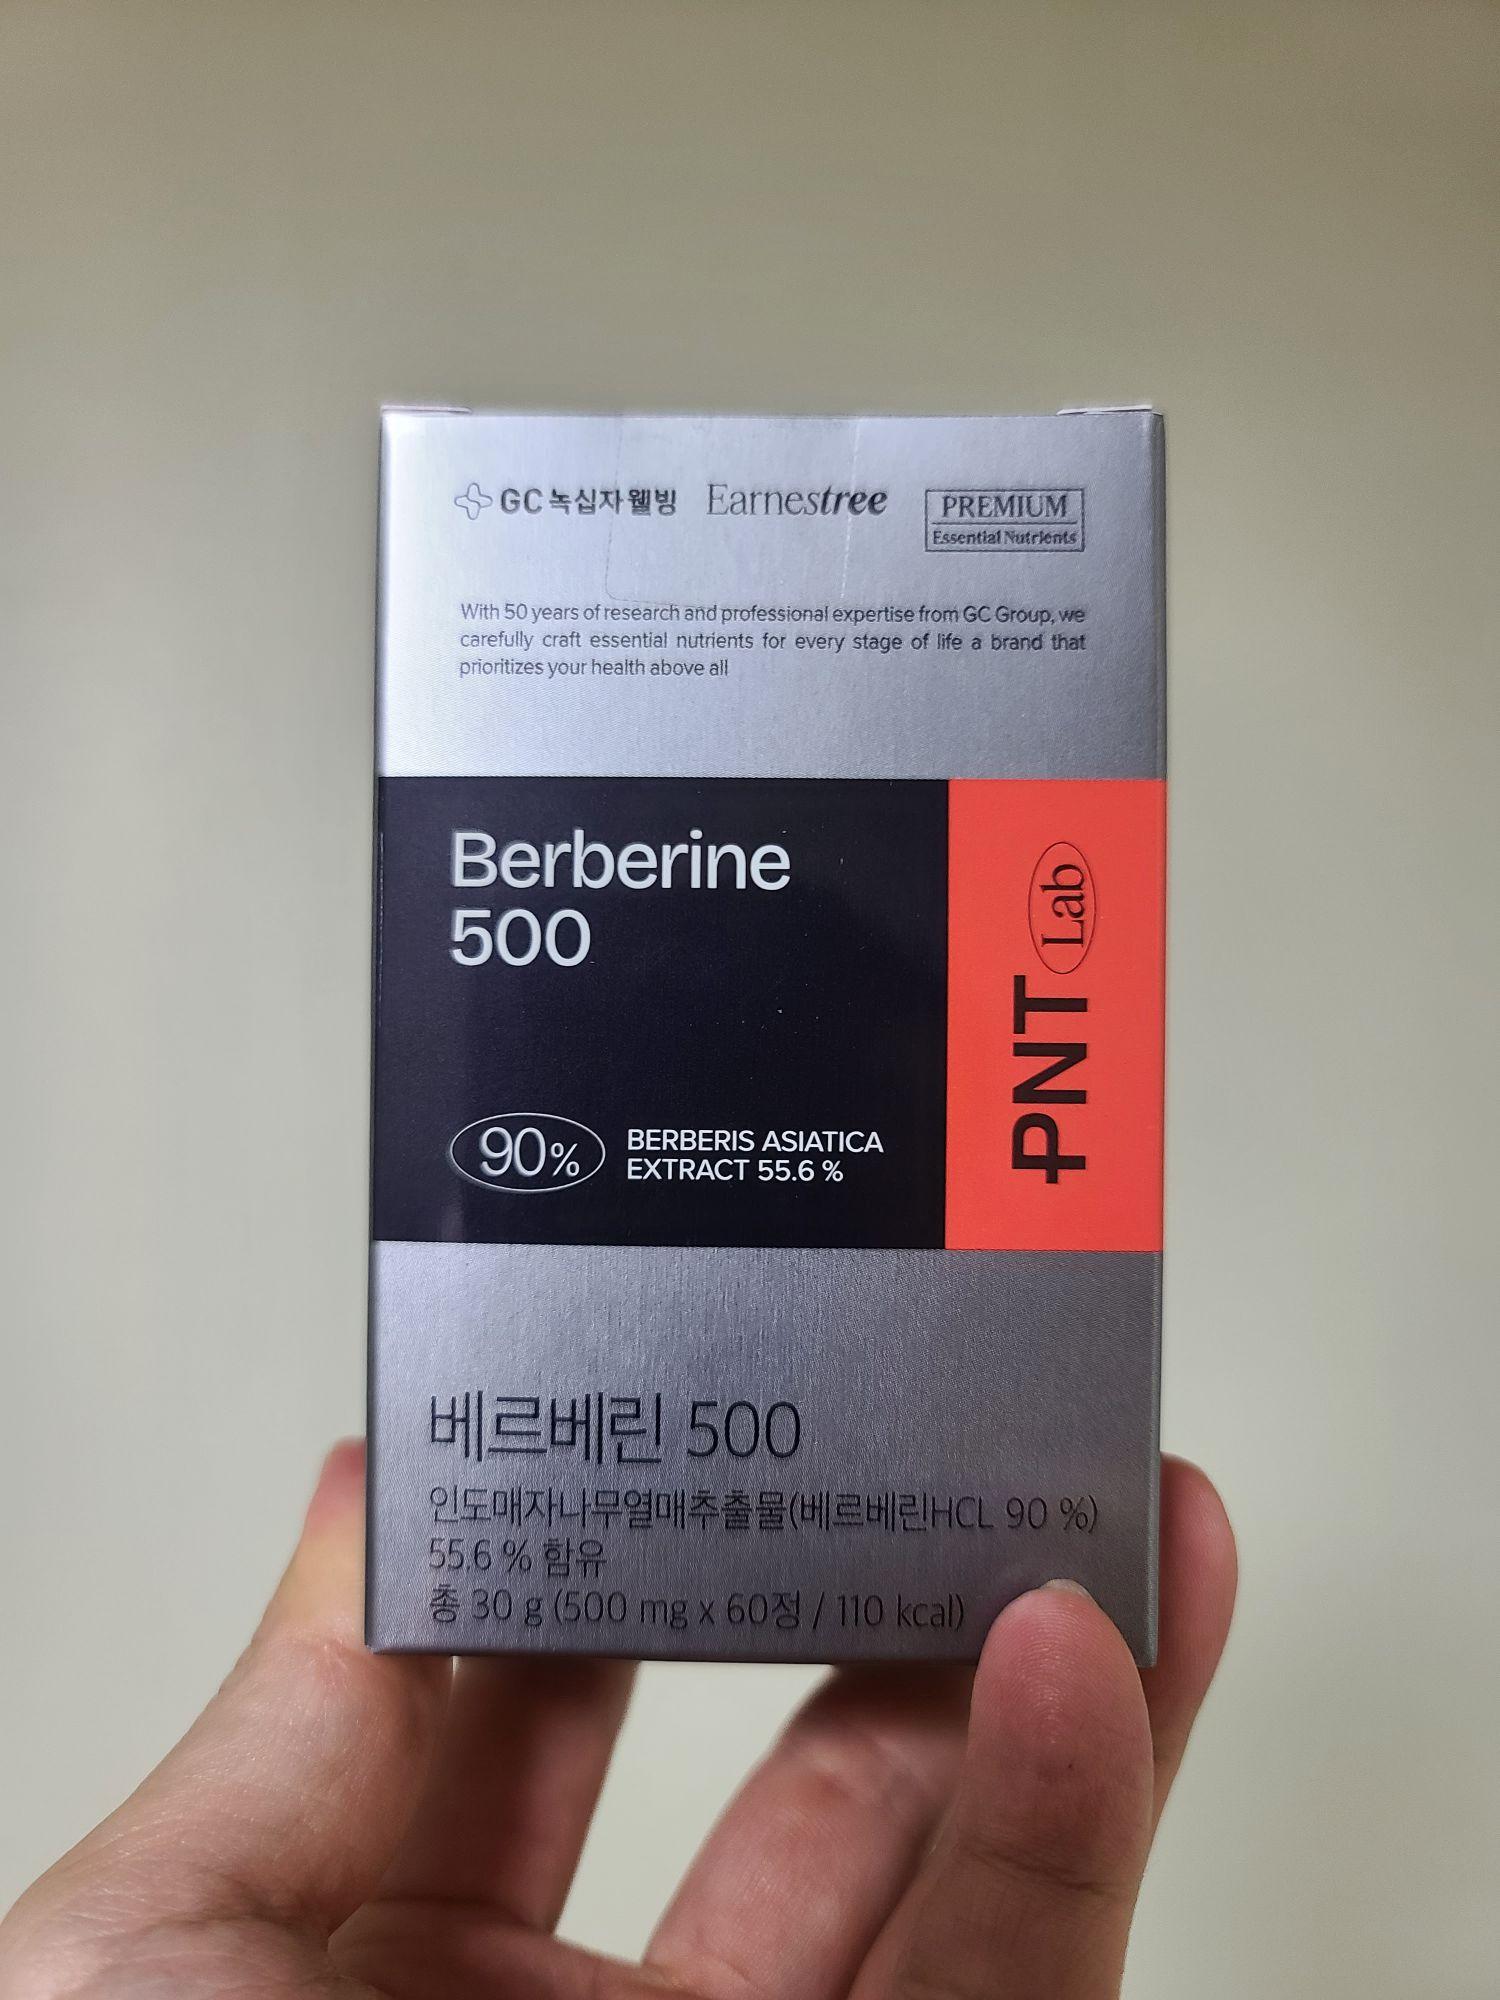 GC녹십자웰빙 Earnestree PREMIUM
Essential Nutrients
With 50 years of research and professional expertise from GC Group, we
carefully craft essential nutrients for every stage of life a brand that
prioritizes your health above all
Berberine
500
PNT Lab
90% BERBERIS ASIATICA
EXTRACT 55.6 %
베르베린 500
인도매자나무열매추출물(베르베린HCL 90 %)
55.6 % 함유
총 30 g (500 mg x 60정 / 110 kcal)